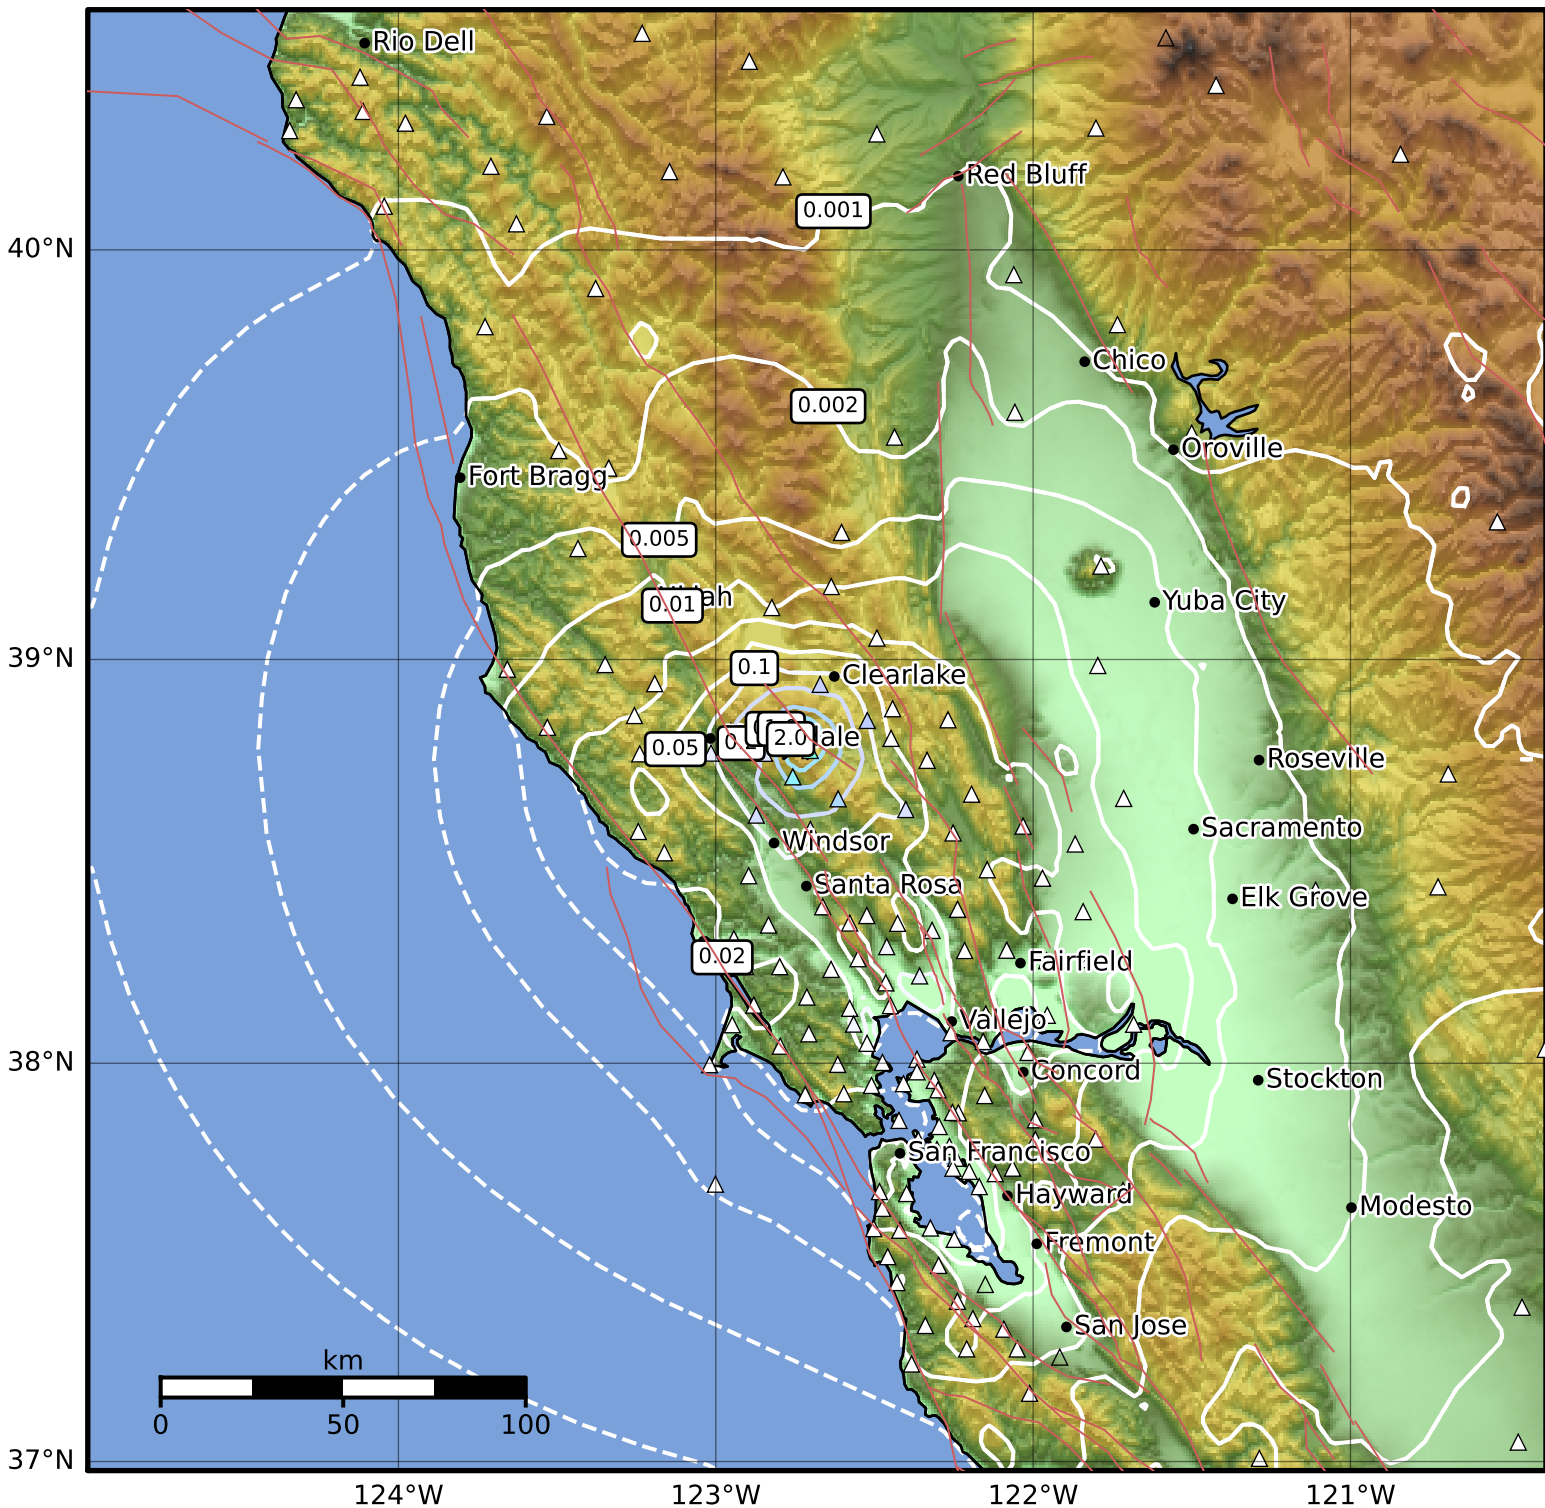 Rio Dell
Red Bluff
0.001
40°N
Chico
0.002
Oroville
Fort Bragg
0.005
0.01
Yuba City
39°N
0.1
Clearlake
0.05
2.0
Roseville
Sacramento
Windsor
Santa Rosa
Elk Grove
0.02
Fairfield
Vallejo
38°N
Concord
Stockton
San Francisco
Hayward
Modesto
Fremont
San Jose
km
0
50
100
37°N
124°W
123°W
122°W
121°W